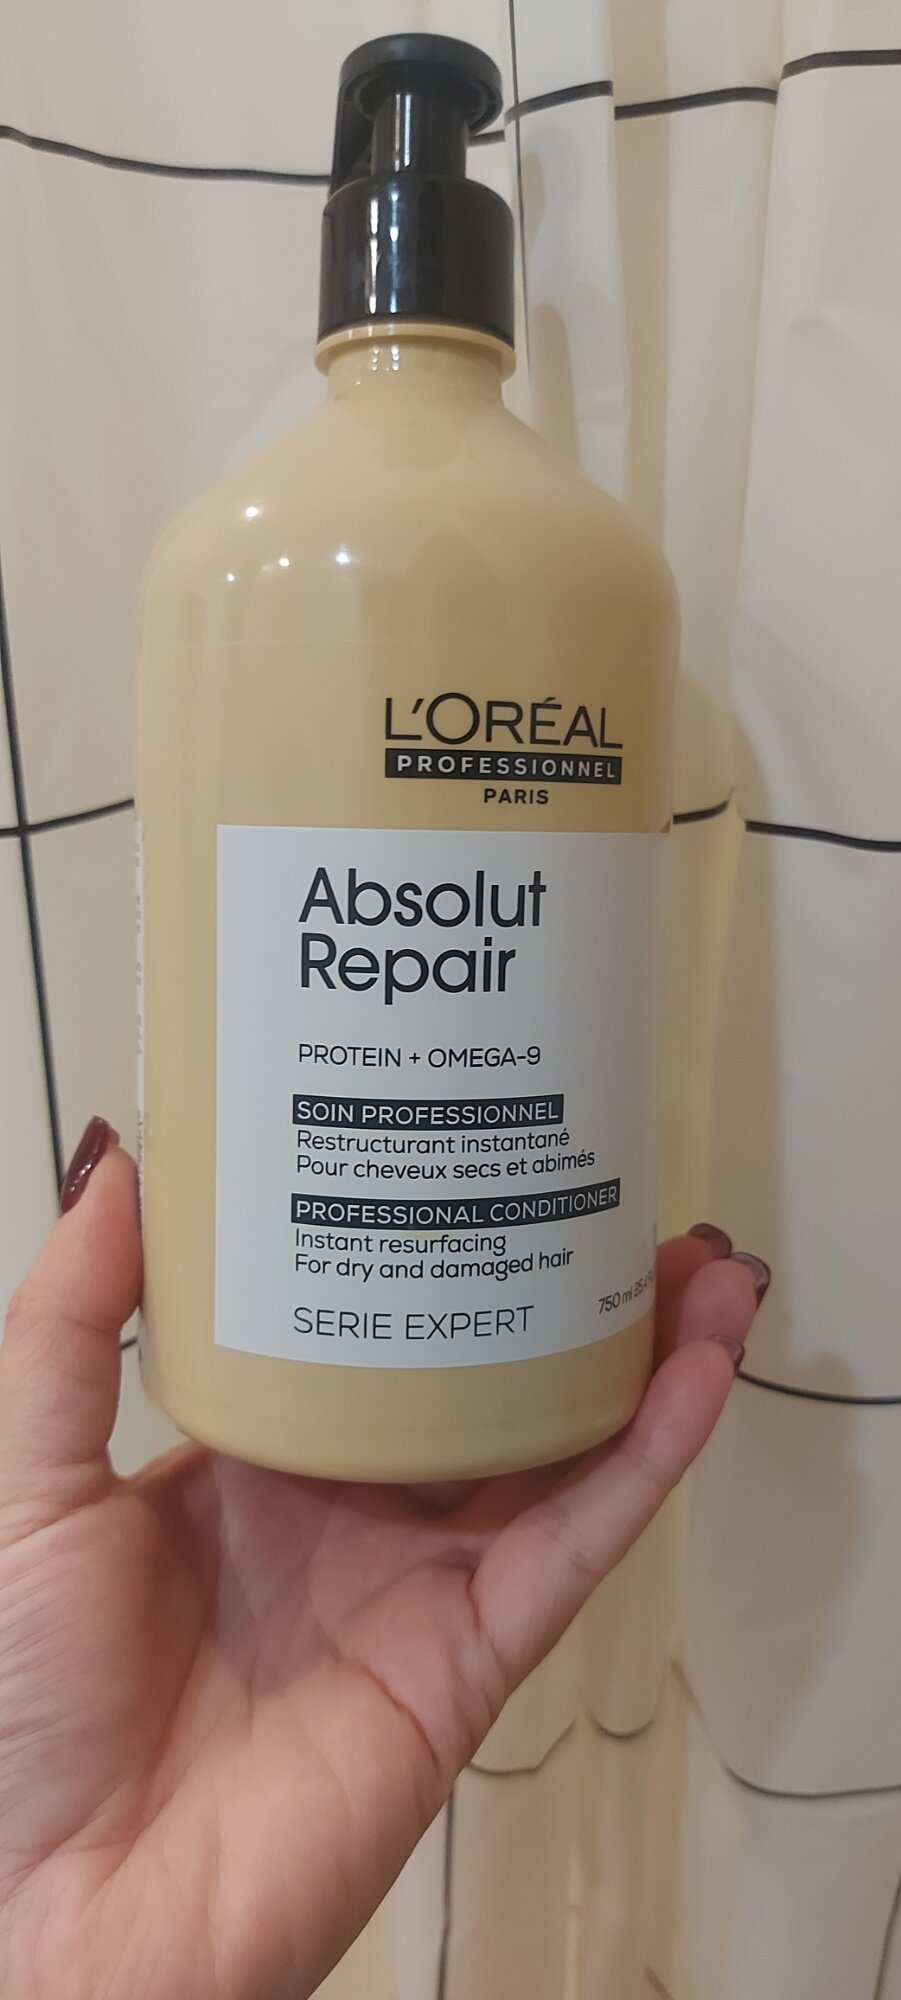 L'ORÉAL
PROFESSIONNEL
PARIS
Absolut
Repair
PROTEIN + OMEGA-9
SOIN PROFESSIONNEL
Restructurant instantané
Pour cheveux secs et abimés
PROFESSIONAL CONDITIONER
Instant resurfacing
For dry and damaged hair
SERIE EXPERT
750 ml